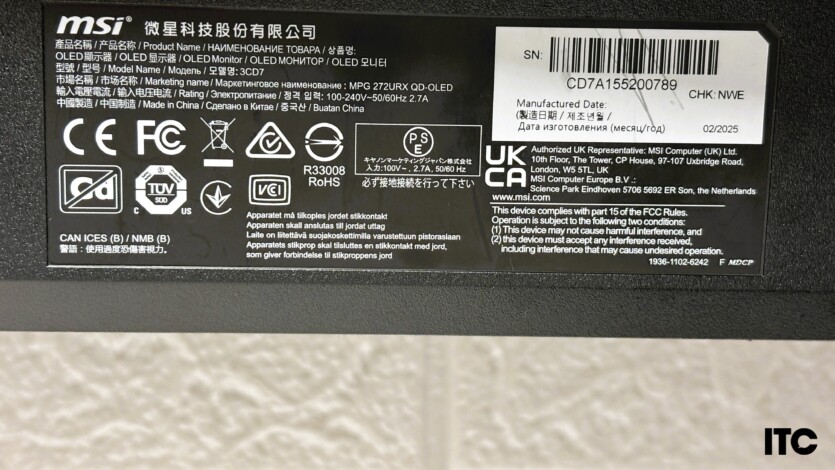 msi 微星科技股份有限公司
產品名稱 / 产品名称 / Product Name / НАИМЕНОВАНИЕ ТОВАРА / 상품명:
OLED顯示器 / OLED显示器 / OLED Monitor / OLED МОНИТОР / OLED 모니터
型號 / 型号 / Model Name / Модель / 모델명: 3CD7
市場名稱 / 市场名称 / Marketing name / Маркетинговое наименование : MPG 272URX QD-OLED
輸入電壓電流 / 输入电压电流 / Rating / Электропитание / 정격 입력: 100-240V~50/60Hz 2.7A
中國製造 / 中国制造 / Made in China / Сделано в Китае / 중국산 / Buatan China
CE FC
R33008
RoHS
PS
E
キヤノンマーケティングジャパン株式会社
入力:100V~, 2.7A, 50/60 Hz
必ず接地接続を行って下さい
Cd
TÜV
SÜD
C US
VCI
CAN ICES (B) / NMB (B)
警語: 使用過度恐傷害視力。
Apparatet må tilkoples jordet stikkontakt
Apparaten skall anslutas till jordat uttag
Laite on liitettävä suojakoskettimilla varustettuun pistorasiaan
Apparatets stikprop skal tilsluttes en stikkontakt med jord,
som giver forbindelse til stikproppens jord
SN:
CD7A155200789
CHK: NWE
Manufactured Date:
(製造日期 / 제조년월 /
Дата изготовления (месяц/год)
02/2025
UK
CA
Authorized UK Representative: MSI Computer (UK) Ltd.
10th Floor, The Tower, CP House, 97-107 Uxbridge Road,
London, W5 5TL, UK
MSI Computer Europe B.V .:
Science Park Eindhoven 5706 5692 ER Son, the Netherlands
www.msi.com
This device complies with part 15 of the FCC Rules.
Operation is subject to the following two conditions:
(1) This device may not cause harmful interference, and
(2) this device must accept any interference received,
including interference that may cause undesired operation.
1936-1102-6242 F MDCP
ITC